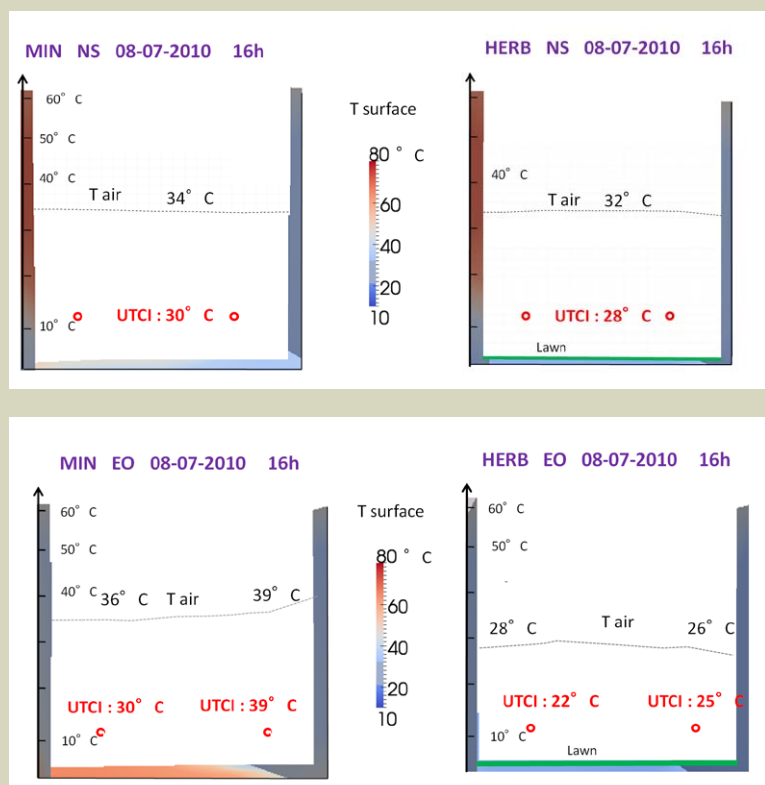 MIN NS 08-07-2010 16h
60° C
50° C
40° C
T air 34° C
UTCI : 30° C
10° C
T surface
80 ° C
60
40
20
10
HERB NS 08-07-2010 16h
40° C
T air 32° C
UTCI : 28° C
Lawn
MIN EO 08-07-2010 16h
60° C
50° C
40° C
36° C T air 39° C
UTCI : 30° C UTCI : 39° C
10° C
T surface
80 ° C
60
40
20
10
HERB EO 08-07-2010 16h
60° C
50° C
28° C T air 26° C
UTCI : 22° C UTCI : 25° C
10° C
Lawn